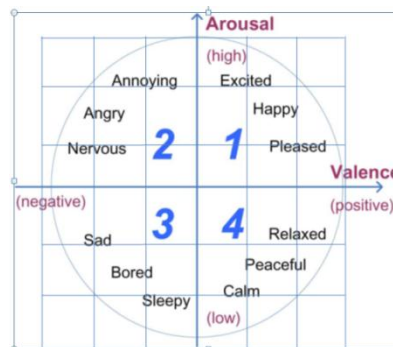 Arousal
(high)
Annoying
Excited
Angry
Happy
Nervous
2
1
Pleased
Valence
(negative)
(positive)
3
4
Sad
Relaxed
Bored
Peaceful
Sleepy
Calm
(low)